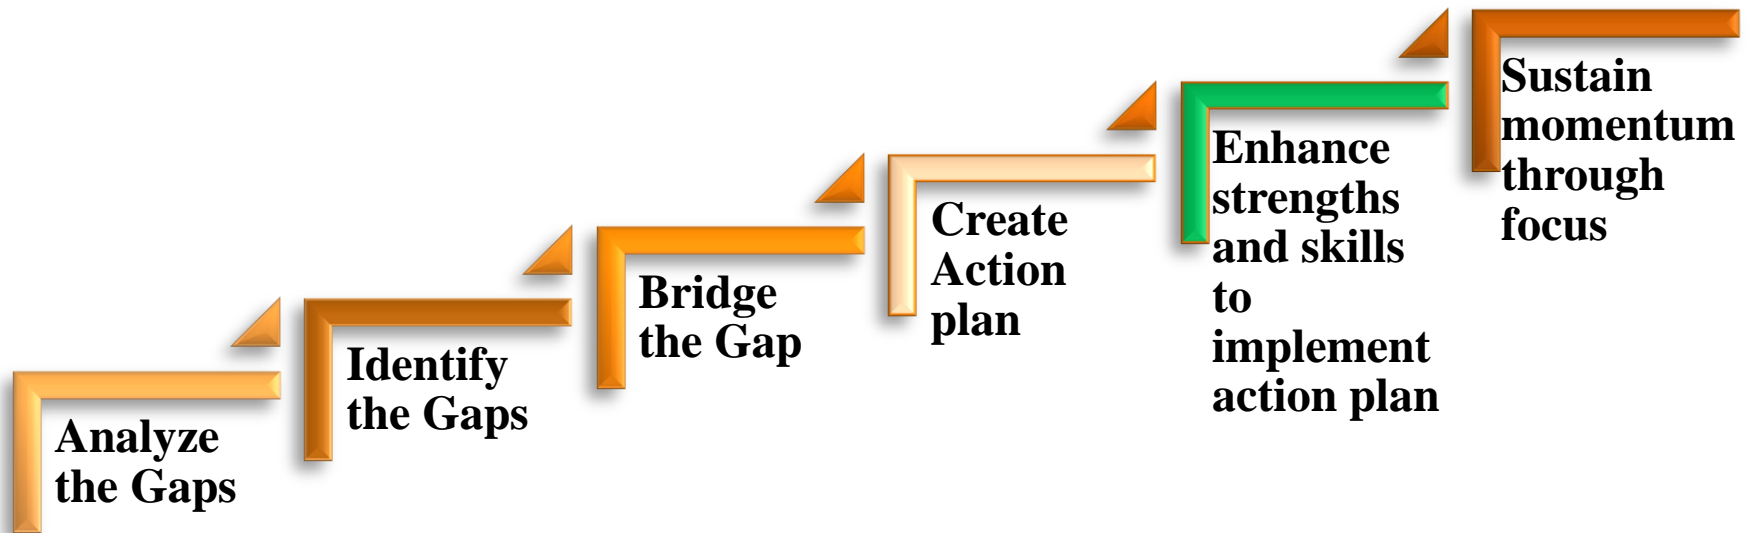 Analyze
the Gaps
Identify
the Gaps
Bridge
the Gap
Create
Action
plan
Enhance
strengths
and skills
to
implement
action plan
Sustain
momentum
through
focus